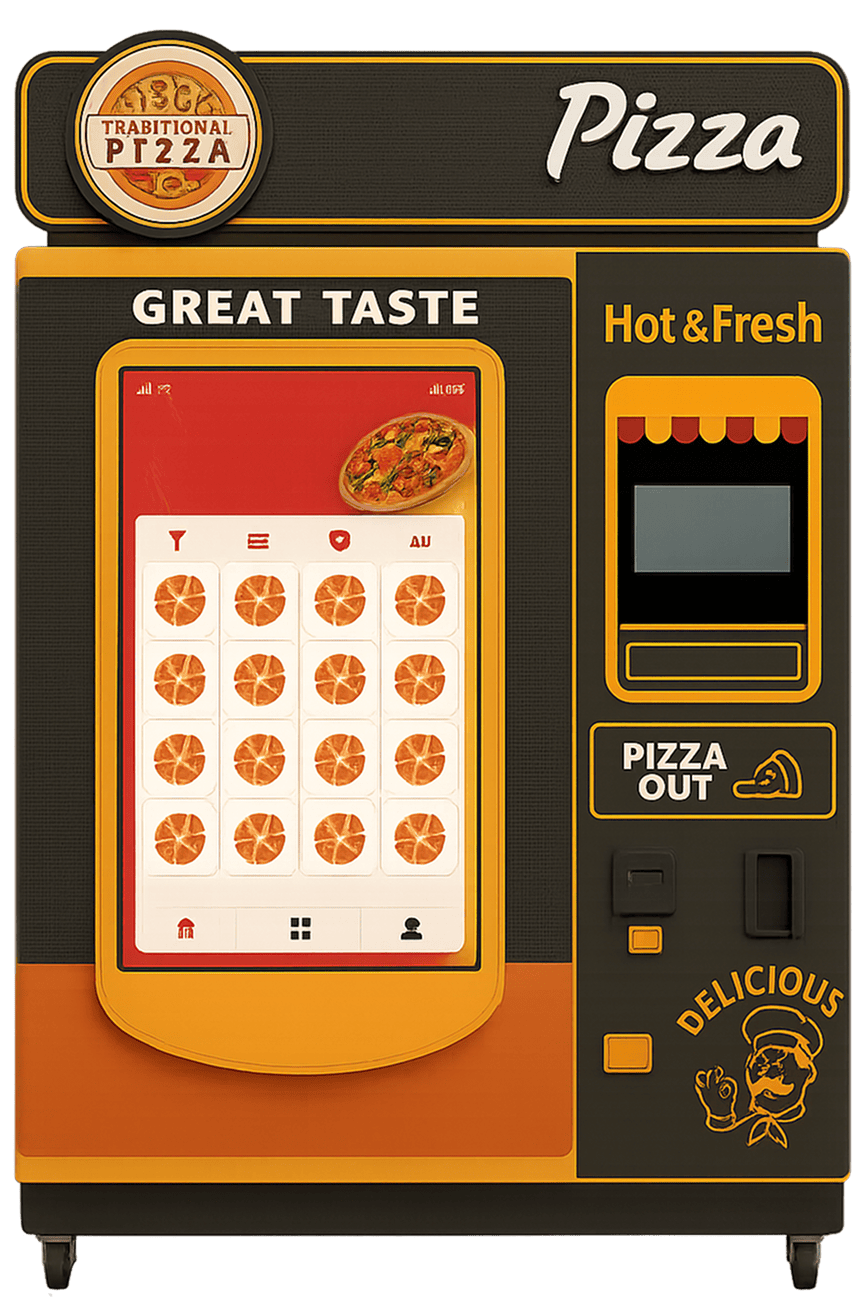 TRABITIONAL
PTZZA
Pizza
GREAT TASTE
Hot & Fresh
PIZZA
OUT
DELICIOUS